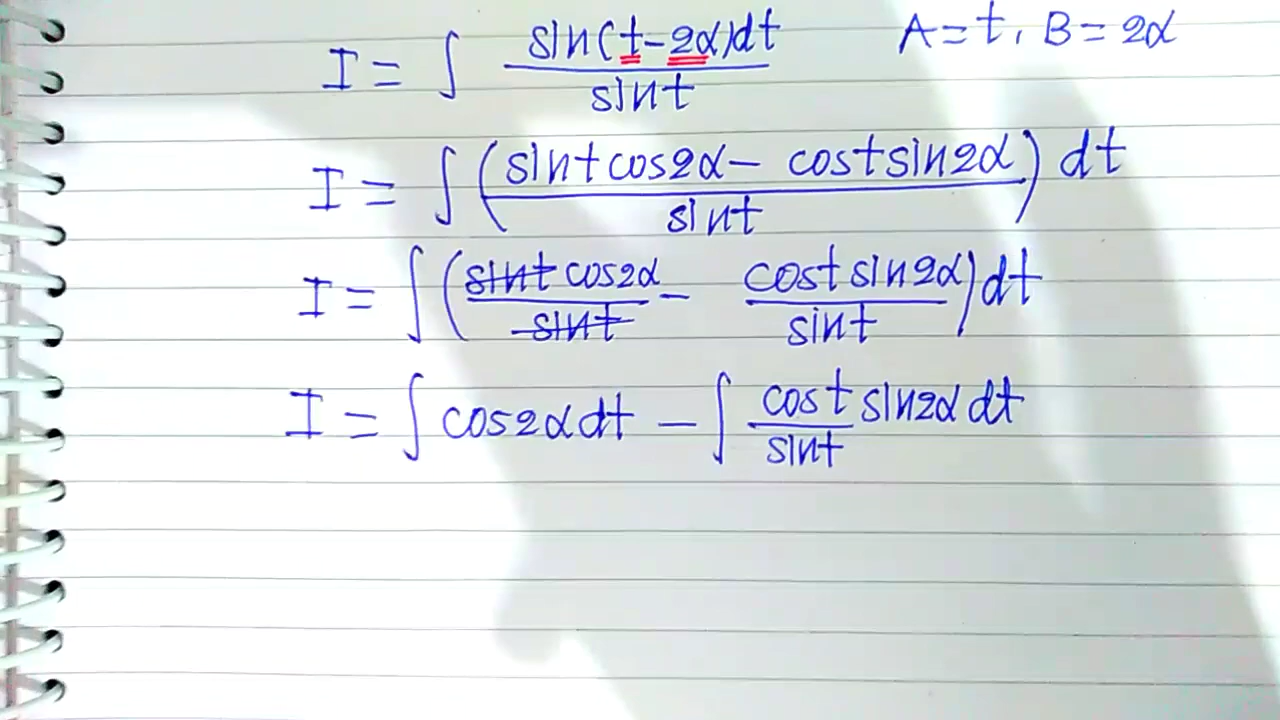 I = ∫ sin(t-2α)dt / sint A=t, B=2α
I = ∫ (sint cos2α - cost sin2α / sint) dt
I = ∫ (sint cos2α / sint - cost sin2α / sint) dt
I = ∫ cos2α dt - ∫ cost / sint sin2α dt